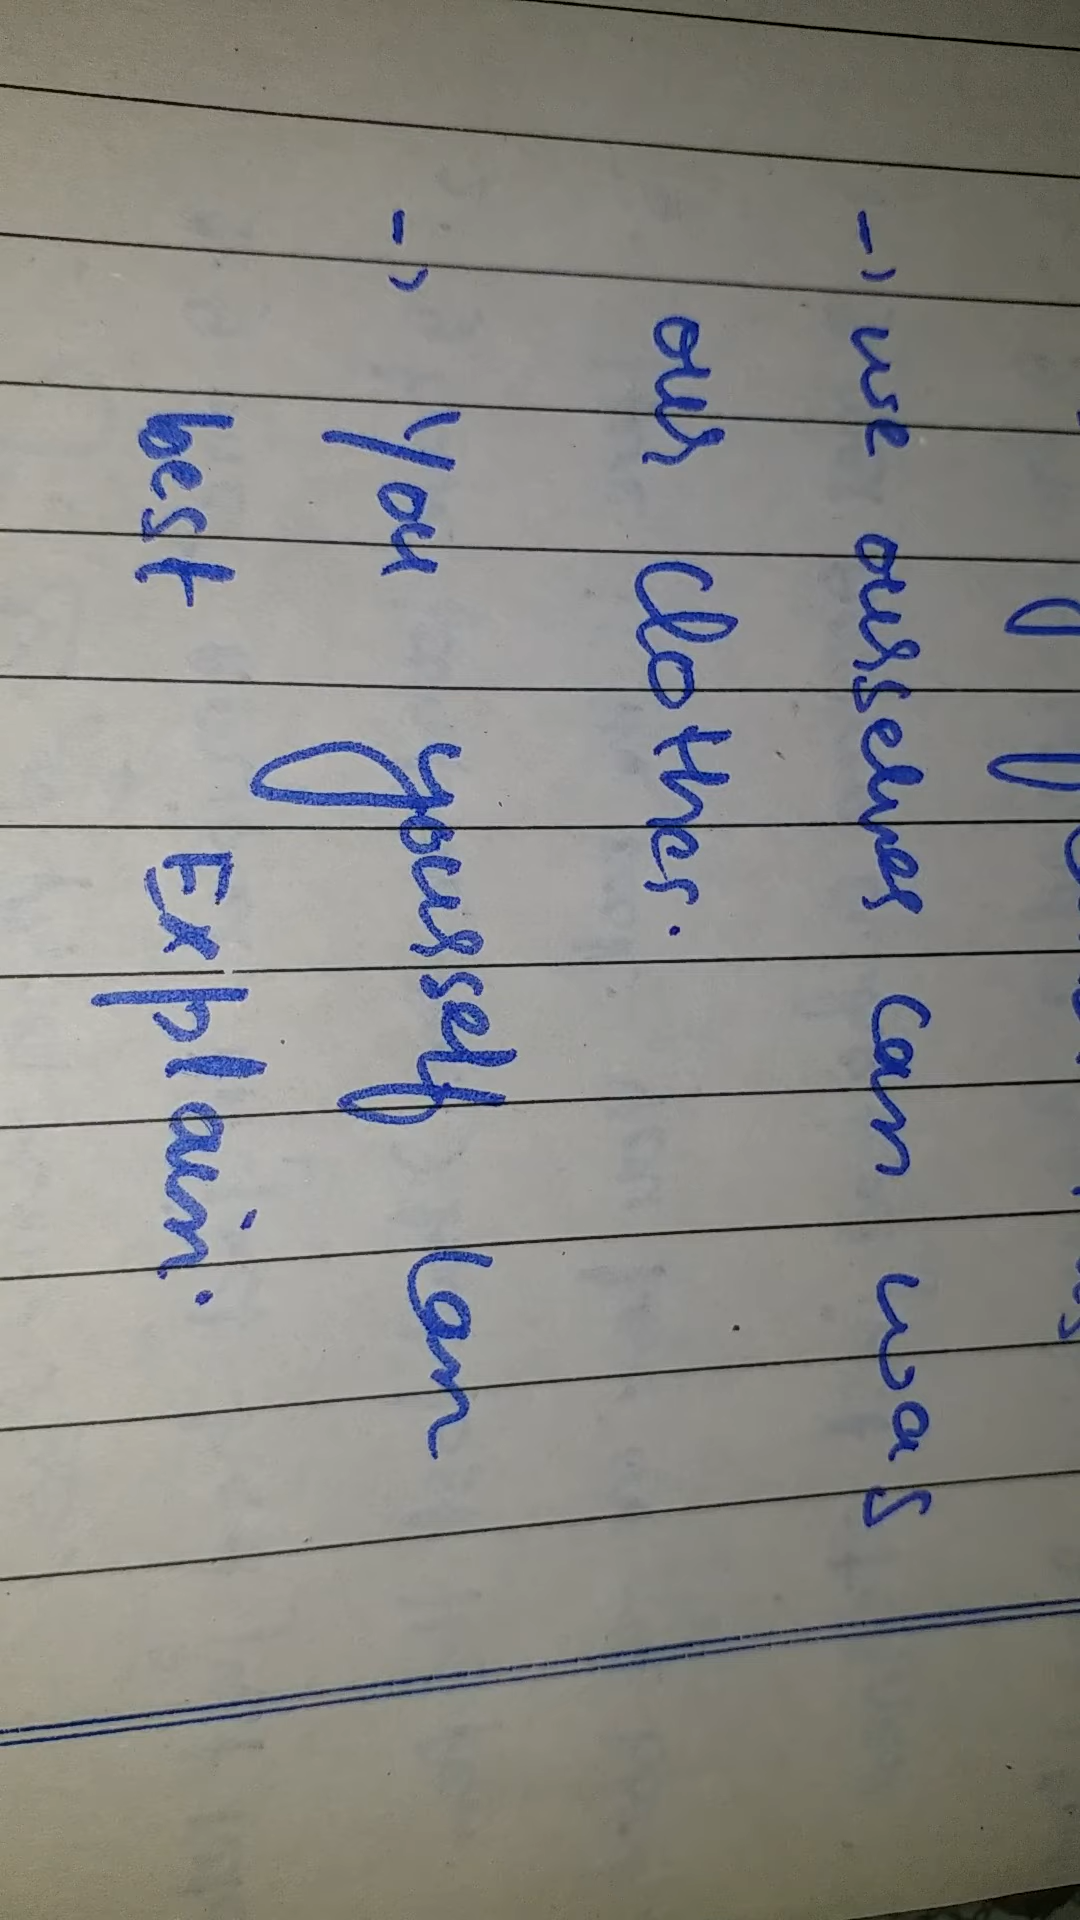 -> we ourselves can was
our clothes.
-> You yourself can
best Explain.